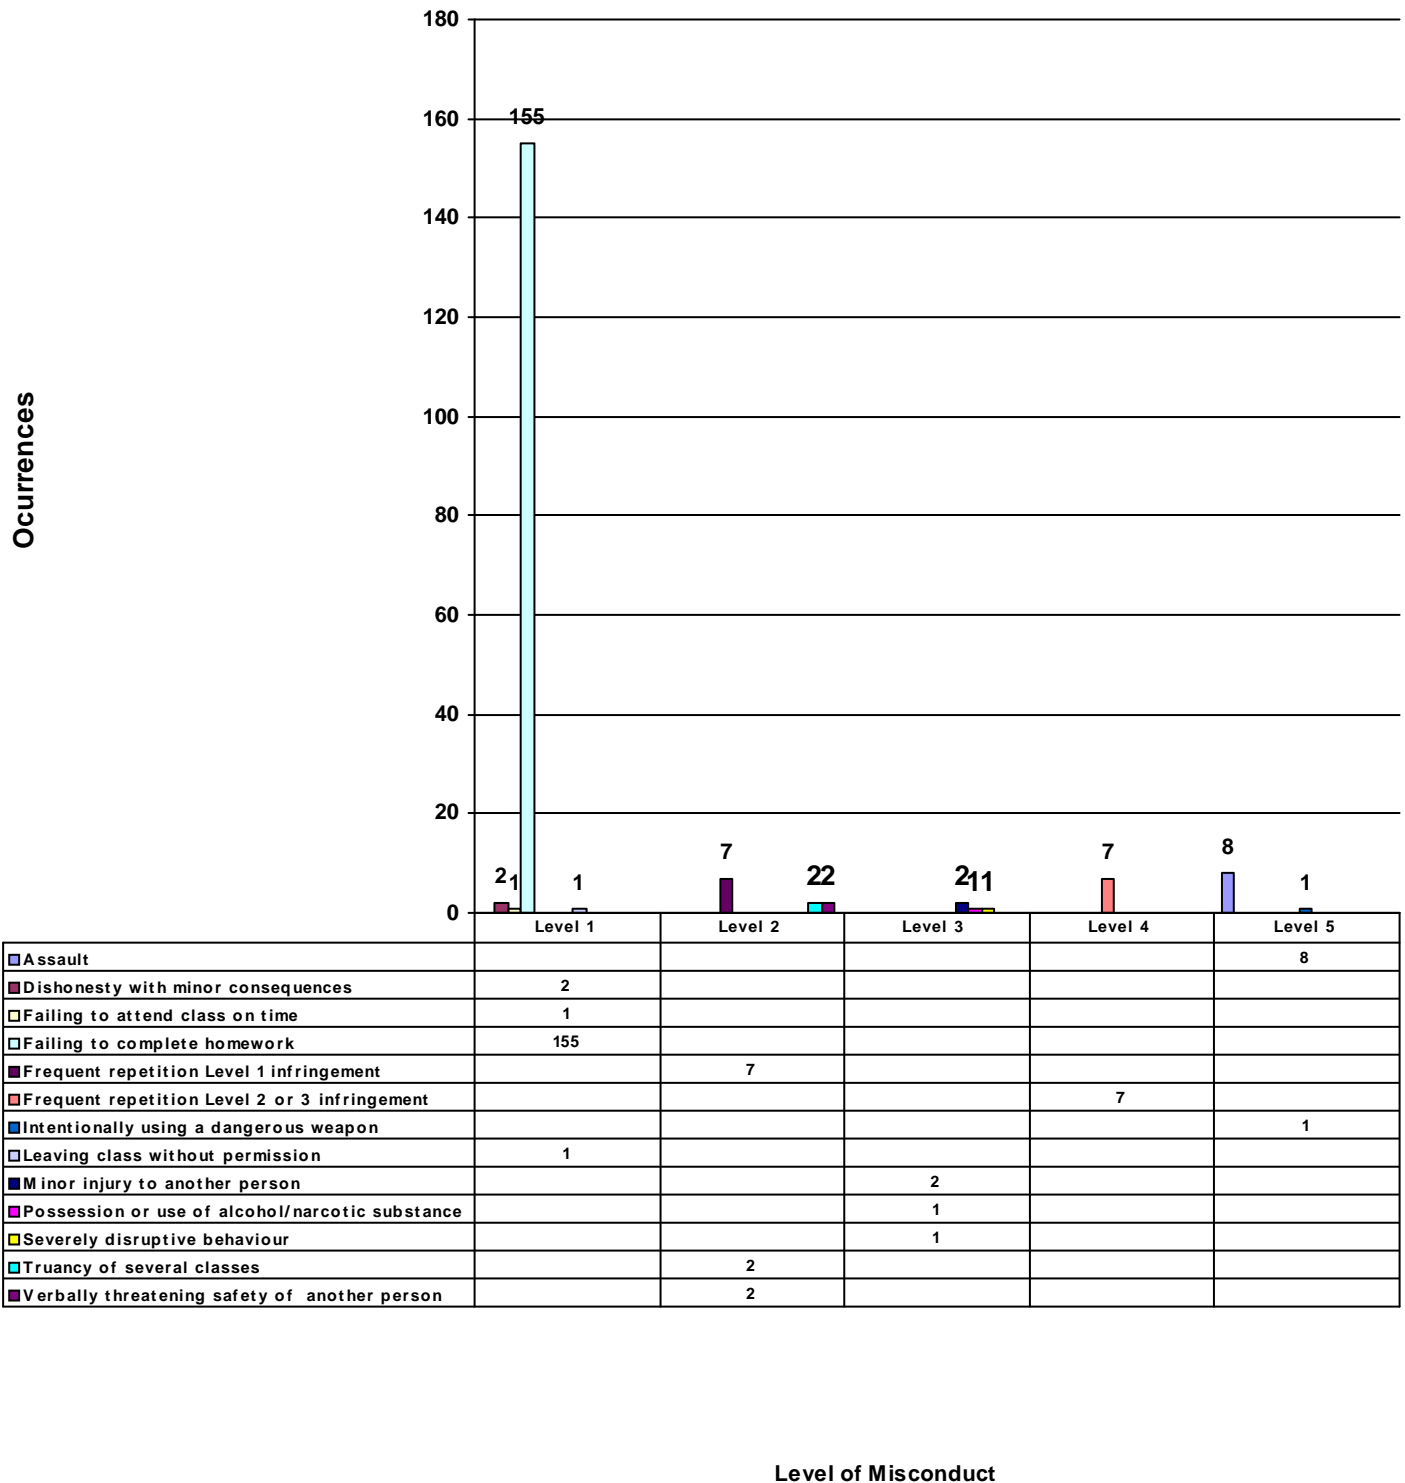 180
160
140
120
100
80
60
40
20
0
Ocurrences
155
2
1
1
7
22
2
11
7
8
1
Level 1 Level 2 Level 3 Level 4 Level 5
Assault 8
Dishonesty with minor consequences 2
Failing to attend class on time 1
Failing to complete homework 155
Frequent repetition Level 1 infringement 7
Frequent repetition Level 2 or 3 infringement 7
Intentionally using a dangerous weapon 1
Leaving class without permission 1
Minor injury to another person 2
Possession or use of alcohol/narcotic substance 1
Severely disruptive behaviour 1
Truancy of several classes 2
Verbally threatening safety of another person 2
Level of Misconduct